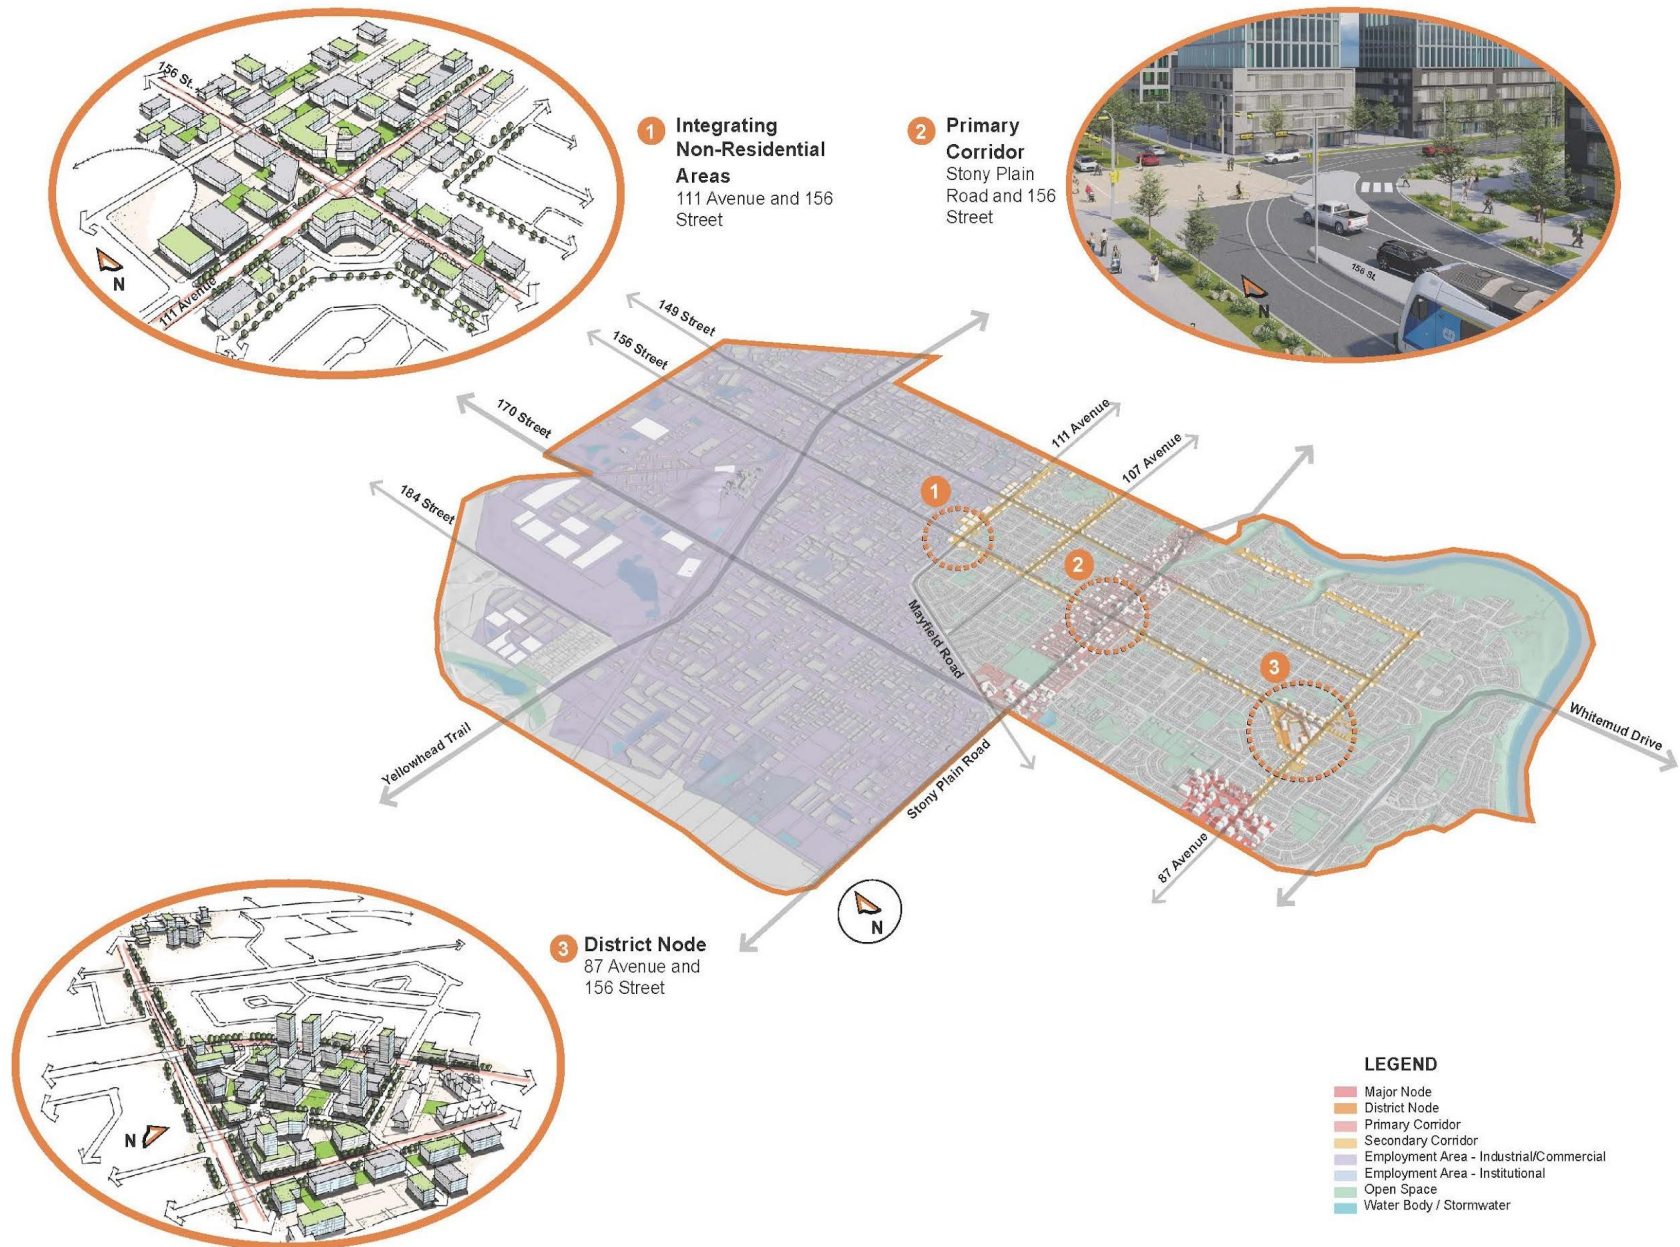 156 St.
111 Avenue
N
1
Integrating
Non-Residential
Areas
111 Avenue and 156
Street
2
Primary
Corridor
Stony Plain
Road and 156
Street
156 St.
N
149 Street
156 Street
170 Street
184 Street
111 Avenue
107 Avenue
1
2
3
Mayfield Road
Yellowhead Trail
Stony Plain Road
87 Avenue
Whitemud Drive
N
3
District Node
87 Avenue and
156 Street
N
LEGEND
Major Node
District Node
Primary Corridor
Secondary Corridor
Employment Area - Industrial/Commercial
Employment Area - Institutional
Open Space
Water Body / Stormwater